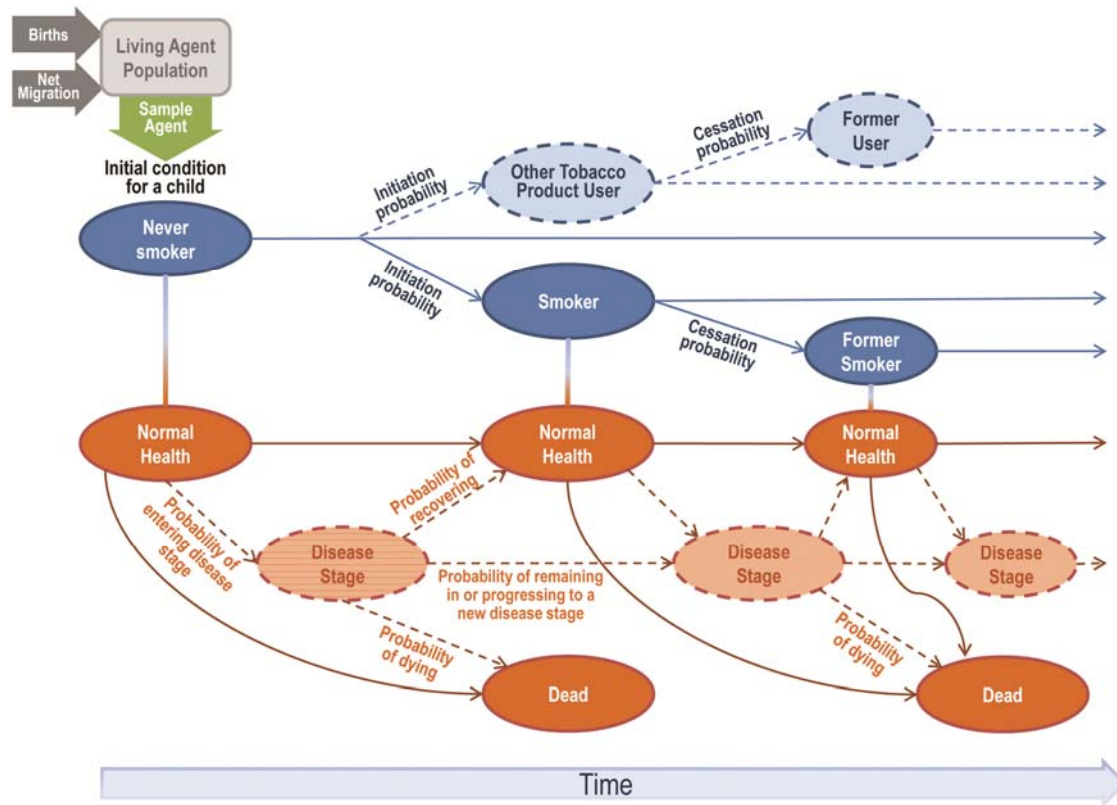 Births
Net
Migration
Living Agent
Population
Sample
Agent
Initial condition
for a child
Never
smoker
Initiation
probability
Other Tobacco
Product User
Cessation
probability
Former
User
Initiation
probability
Smoker
Cessation
probability
Former
Smoker
Normal
Health
Normal
Health
Normal
Health
Probability of
entering disease
stage
Disease
Stage
Probability of
recovering
Probability of remaining
in or progressing to a
new disease stage
Disease
Stage
Disease
Stage
Probability
of dying
Probability
of dying
Dead
Dead
Time